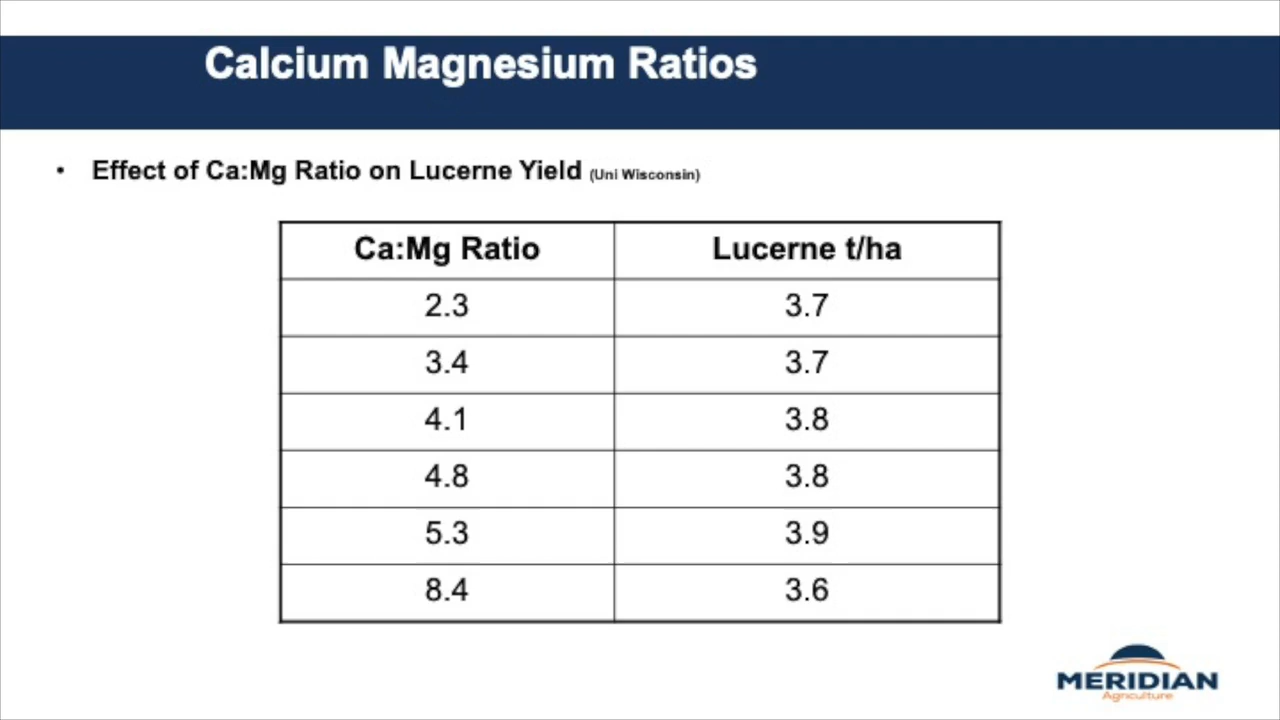 Calcium Magnesium Ratios
• Effect of Ca:Mg Ratio on Lucerne Yield (Uni Wisconsin)
Ca:Mg Ratio Lucerne t/ha
2.3 3.7
3.4 3.7
4.1 3.8
4.8 3.8
5.3 3.9
8.4 3.6
MERIDIAN
Agriculture